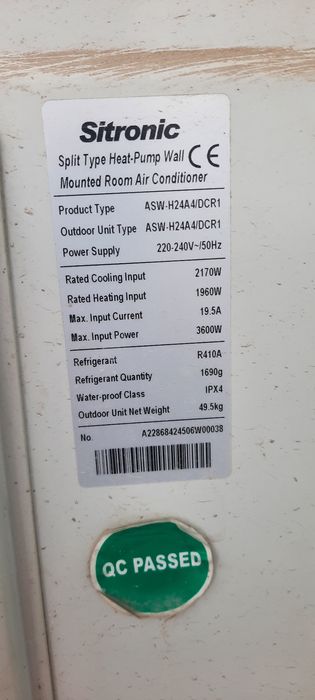 Sitronic
Split Type Heat-Pump Wall CE
Mounted Room Air Conditioner
Product Type ASW-H24A4/DCR1
Outdoor Unit Type ASW-H24A4/DCR1
Power Supply 220-240V~/50Hz
Rated Cooling Input 2170W
Rated Heating Input 1960W
Max. Input Current 19.5A
Max. Input Power 3600W
Refrigerant R410A
Refrigerant Quantity 1690g
Water-proof Class IPX4
Outdoor Unit Net Weight 49.5kg
No. A22868424506W00038
QC PASSED